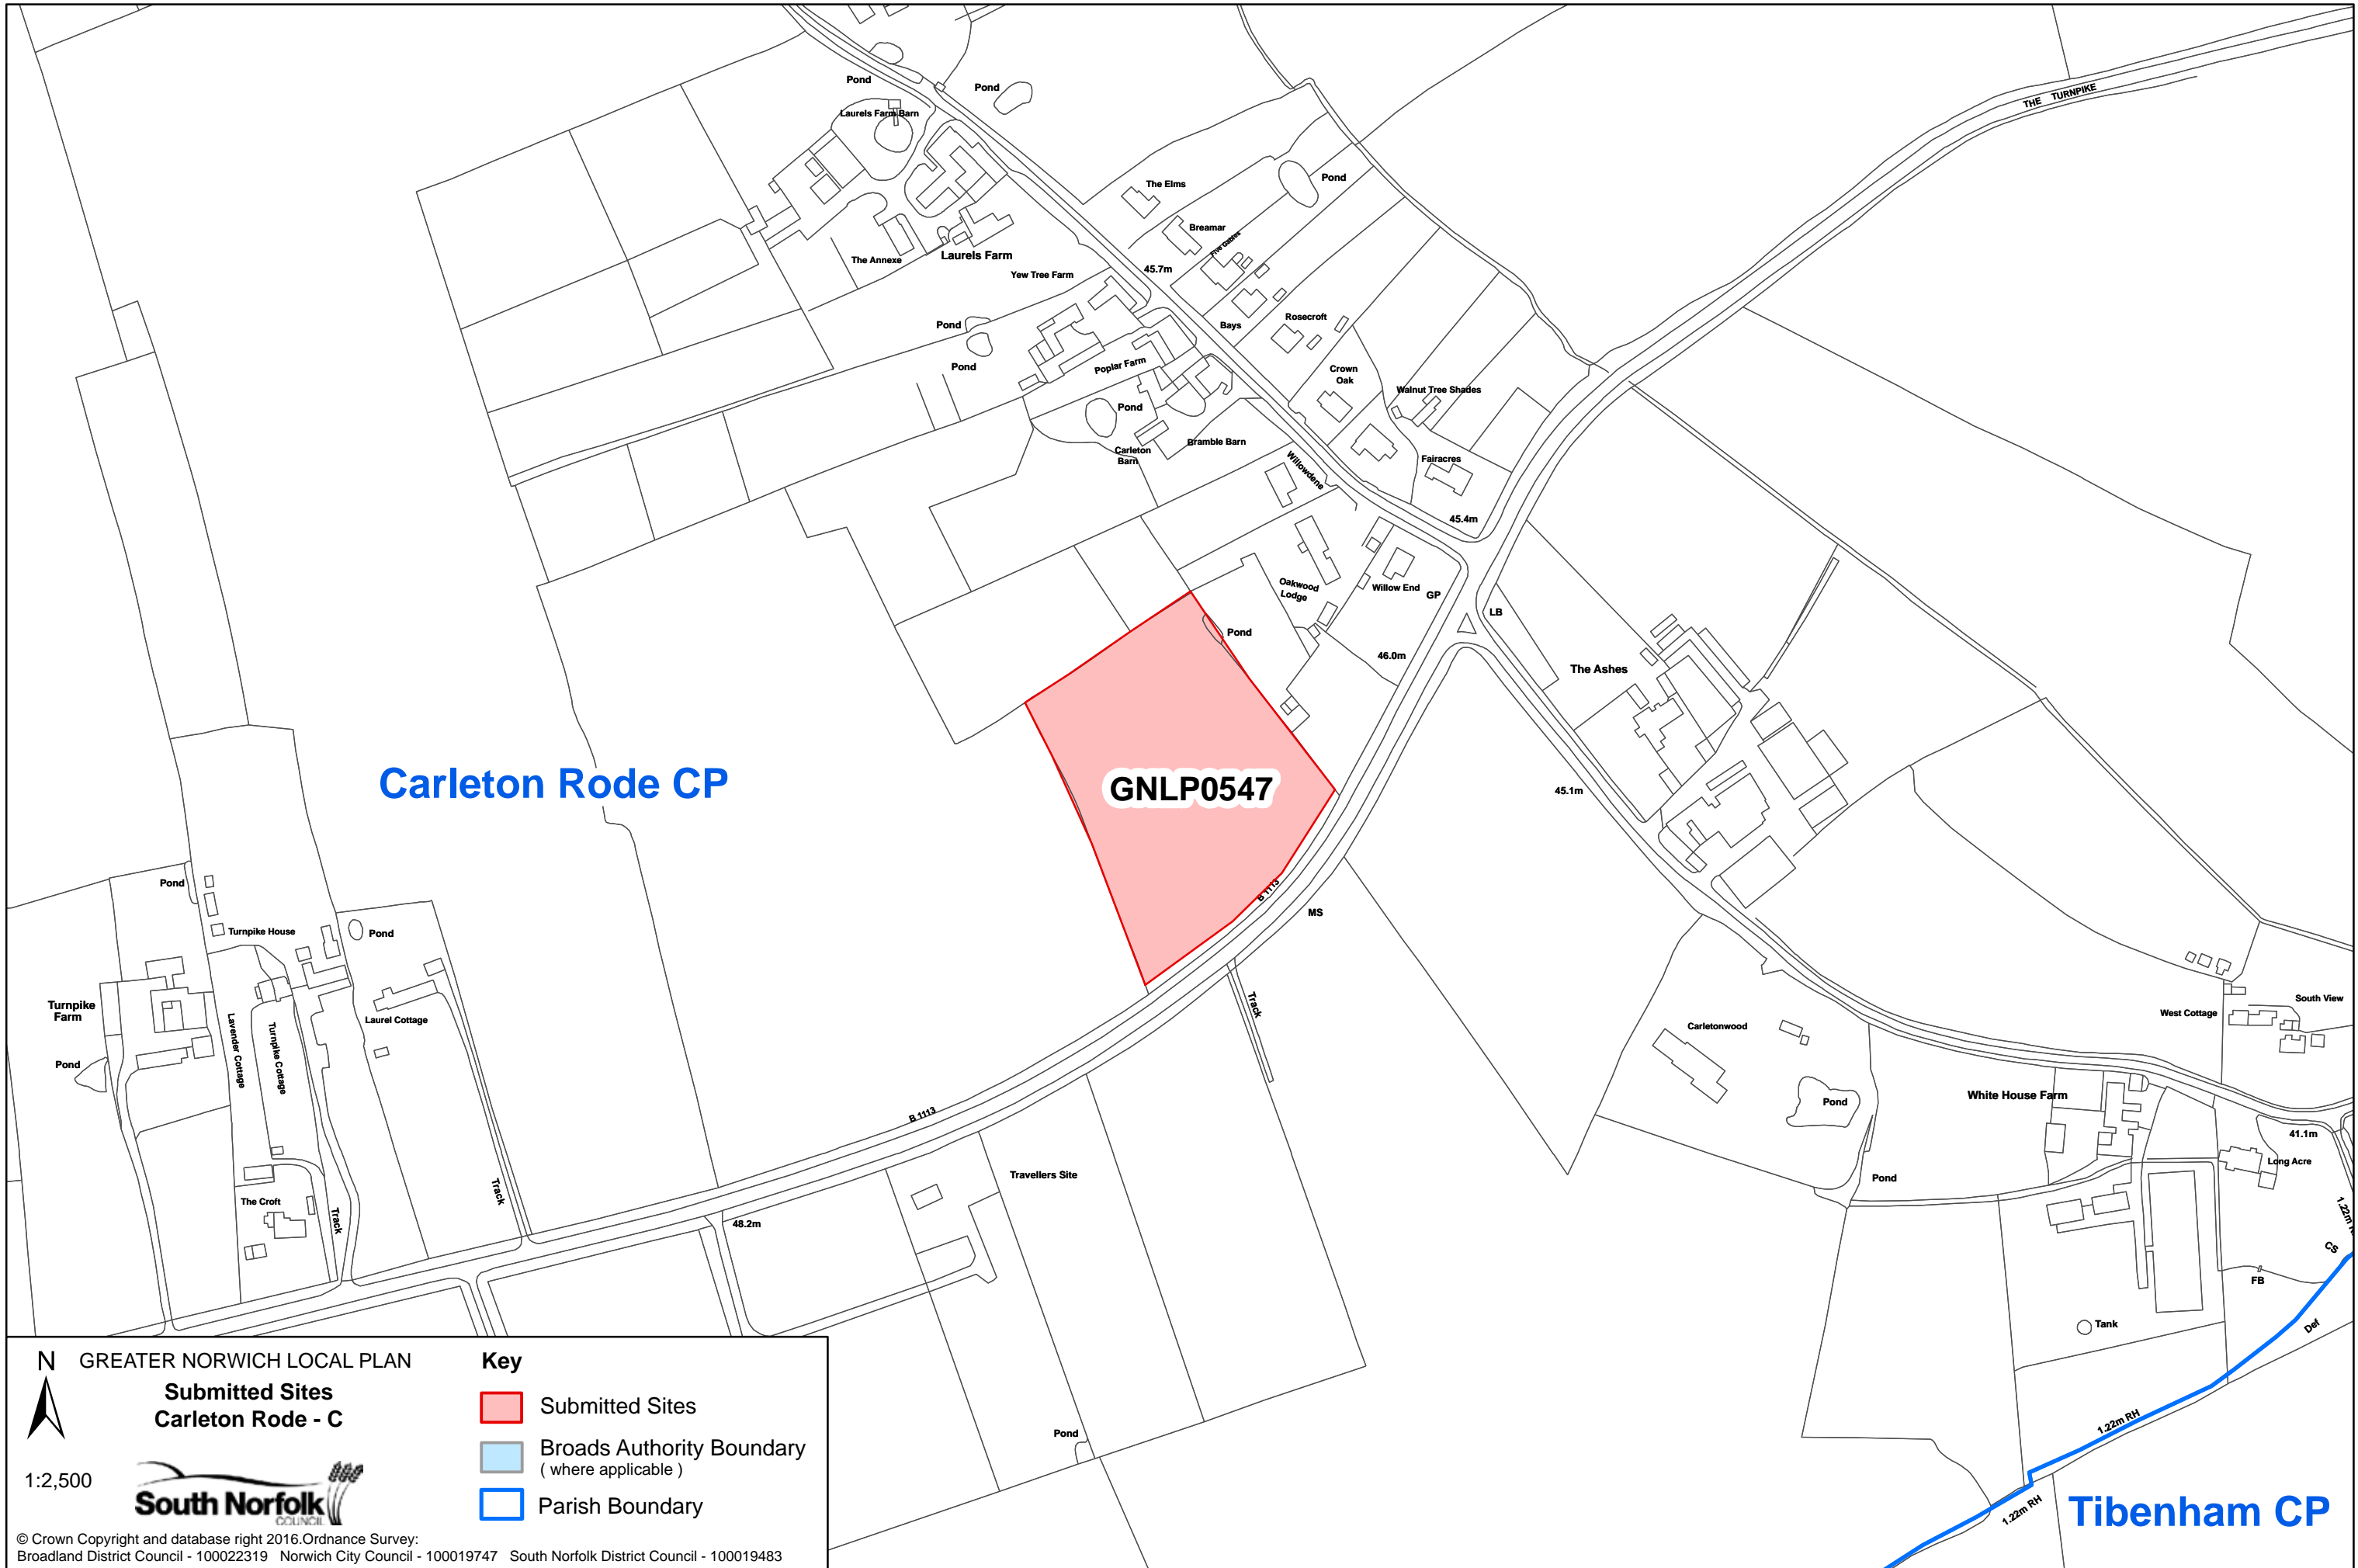 Pond
Pond
Laurels Farm Barn
THE TURNPIKE
The Elms
Pond
Breamar
Five Gables
The Annexe
Laurels Farm
Yew Tree Farm
45.7m
Pond
Bays
Rosecroft
Pond
Poplar Farm
Crown
Oak
Walnut Tree Shades
Pond
Carleton
Barn
Bramble Barn
Willowdene
Fairacres
45.4m
Oakwood
Lodge
Willow End
GP
LB
Pond
46.0m
The Ashes
Carleton Rode CP
GNLP0547
45.1m
B 1113
MS
Pond
Turnpike House
Pond
Turnpike
Farm
Laurel Cottage
Lavender Cottage
Turnpike Cottage
Pond
Track
Carletonwood
West Cottage
South View
White House Farm
Pond
B 1113
41.1m
Long Acre
Travellers Site
Pond
Track
The Croft
Track
48.2m
1.22m R
CS
FB
Tank
Def
Pond
1.22m RH
1.22m RH
Tibenham CP
N
GREATER NORWICH LOCAL PLAN
Submitted Sites
Carleton Rode - C
1:2,500
South Norfolk
COUNCIL
Key
Submitted Sites
Broads Authority Boundary
( where applicable )
Parish Boundary
© Crown Copyright and database right 2016.Ordnance Survey:
Broadland District Council - 100022319 Norwich City Council - 100019747 South Norfolk District Council - 100019483